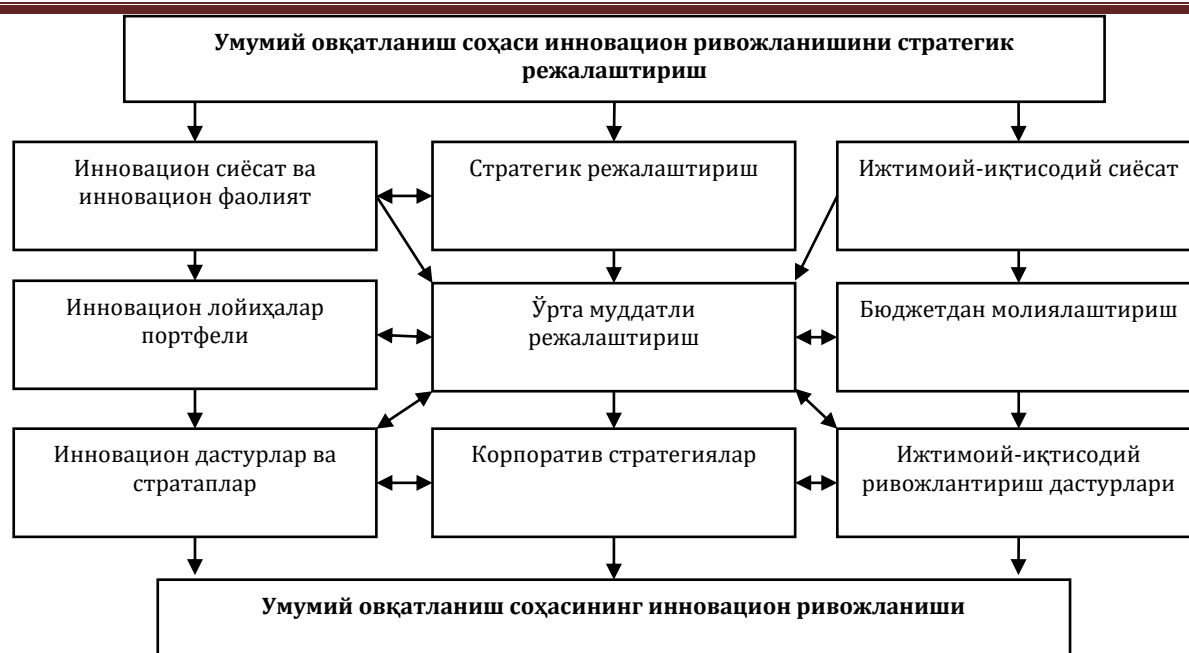 Умумий овқатланиш соҳаси инновацион ривожланишини стратегик
режалаштириш
Инновацион сиёсат ва
инновацион фаолият
Стратегик режалаштириш
Ижтимоий-иқтисодий сиёсат
Инновацион лойиҳалар
портфели
Ўрта муддатли
режалаштириш
Бюджетдан молиялаштириш
Инновацион дастурлар ва
стратаплар
Корпоратив стратегиялар
Ижтимоий-иқтисодий
ривожлантириш дастурлари
Умумий овқатланиш соҳасининг инновацион ривожланиши